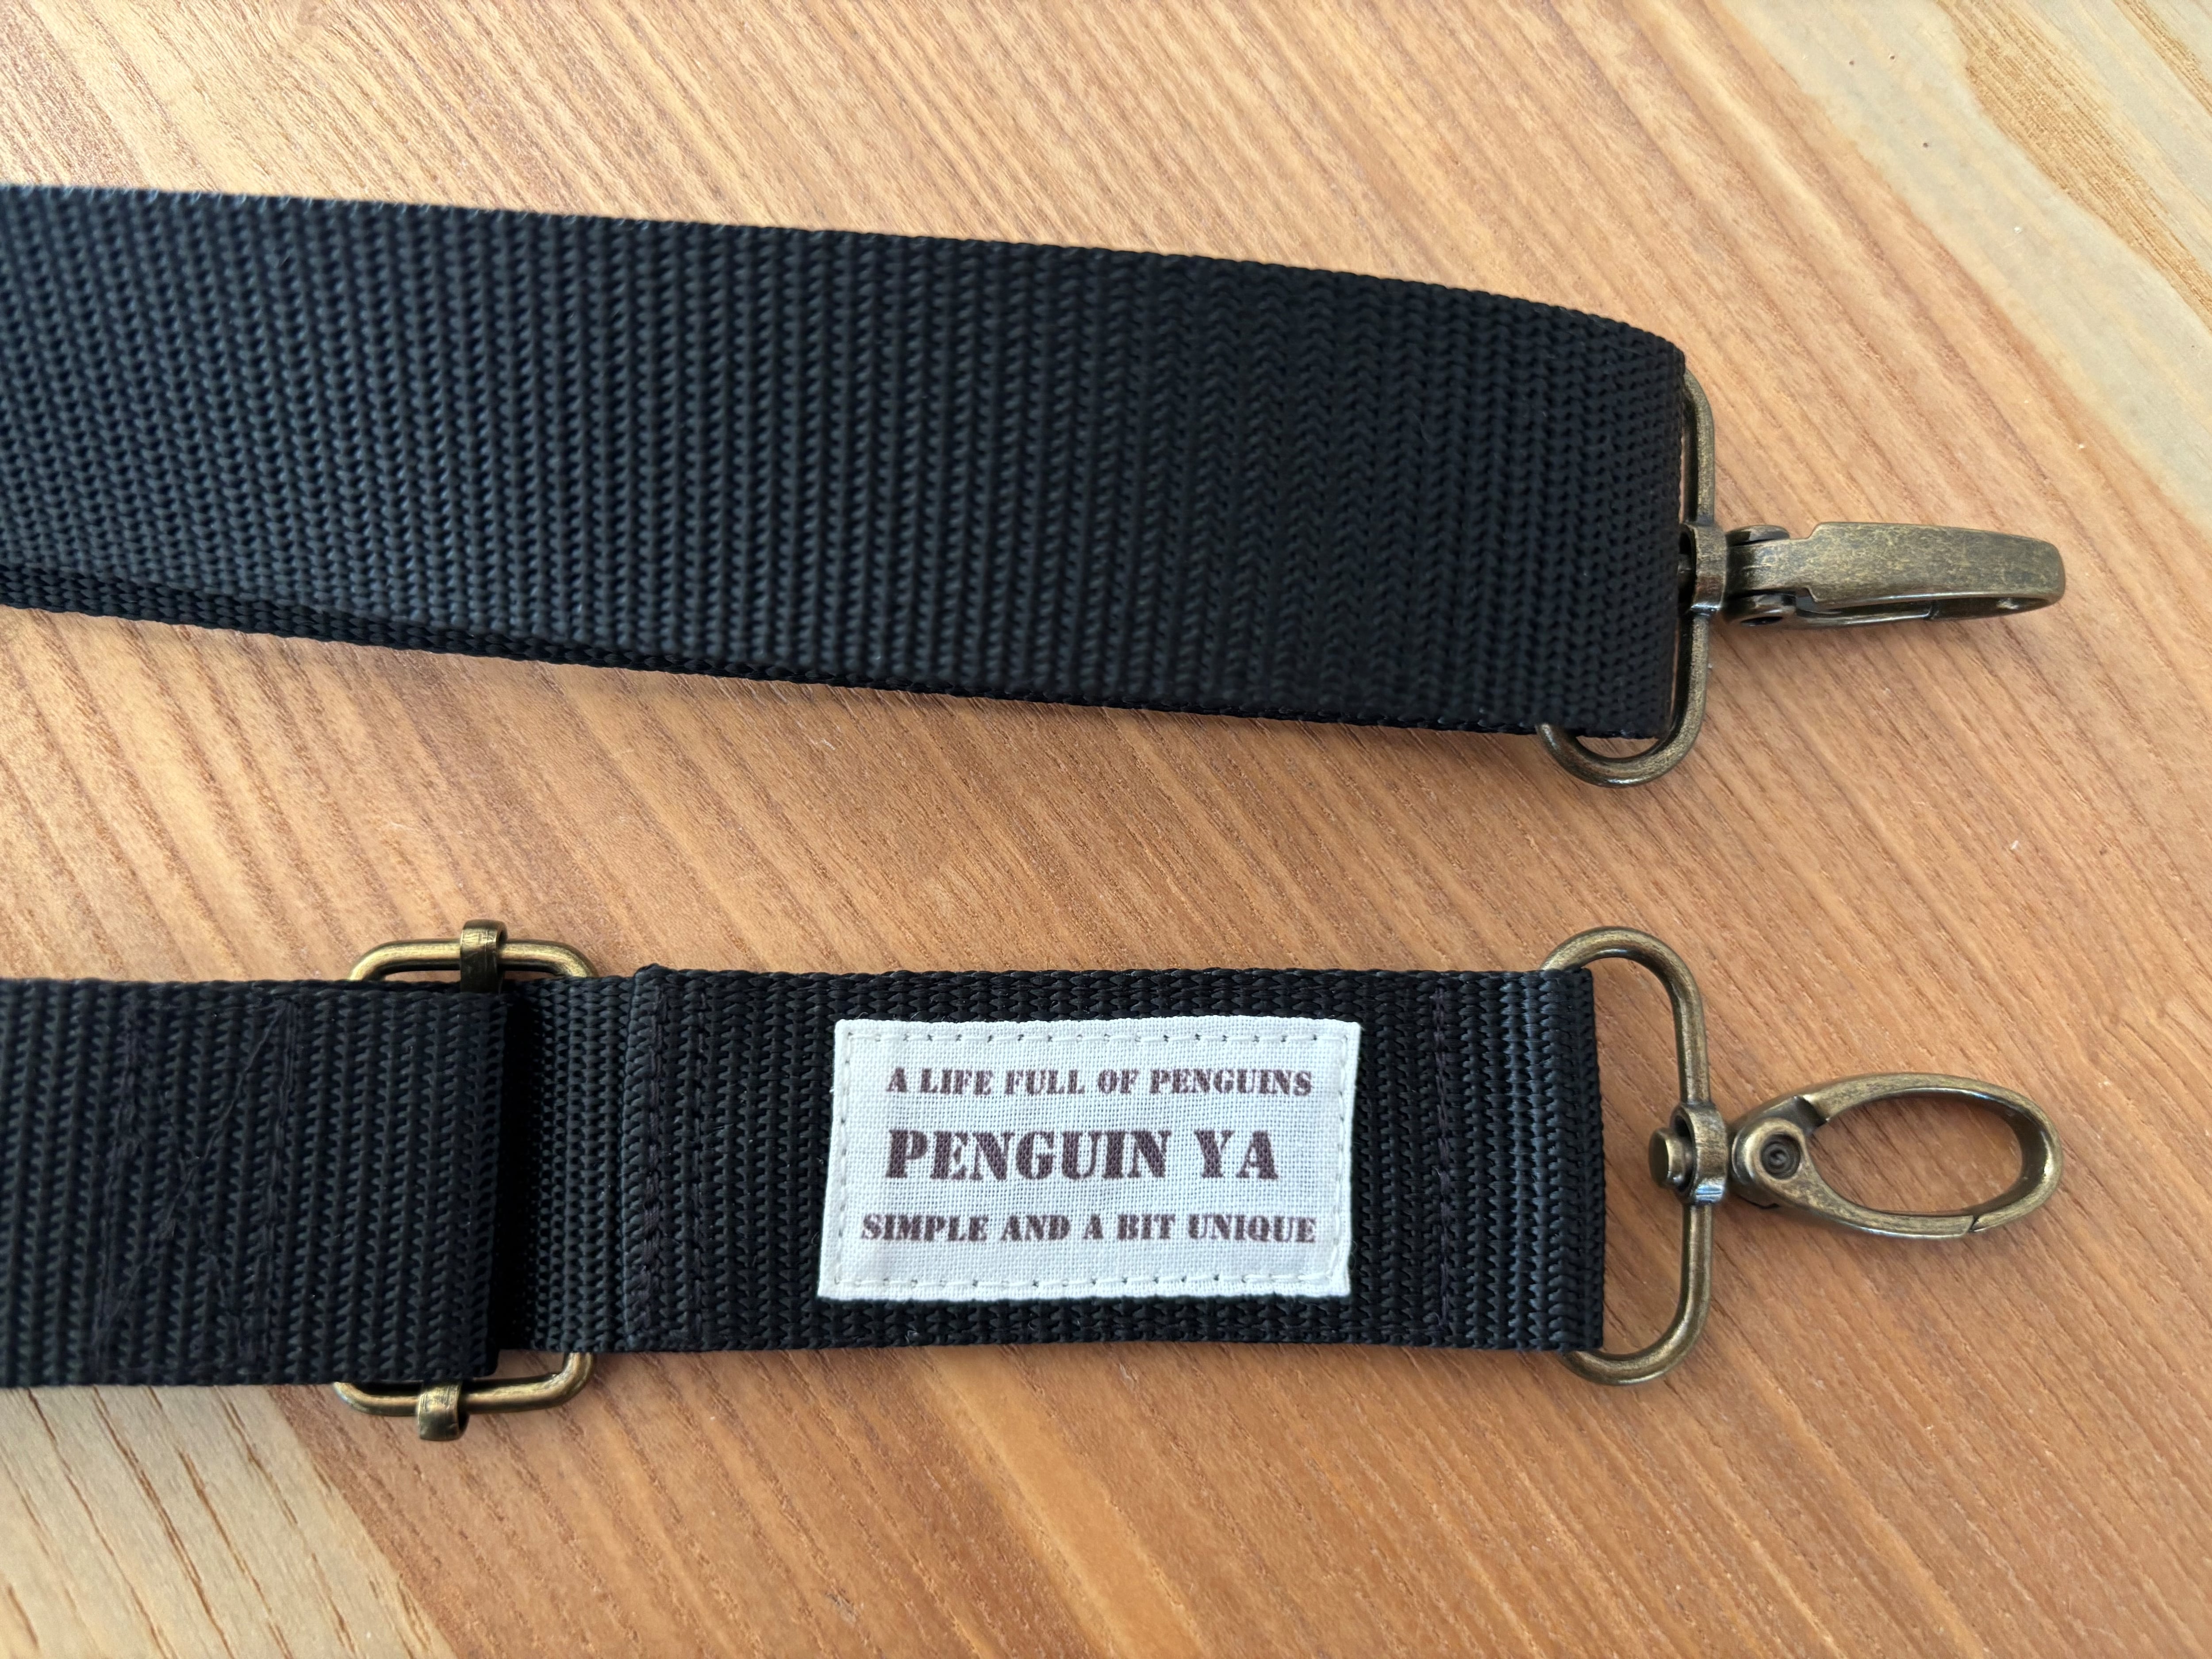 A LIFE FULL OF PENGUINS
PENGUIN YA
SIMPLE AND A BIT UNIQUE